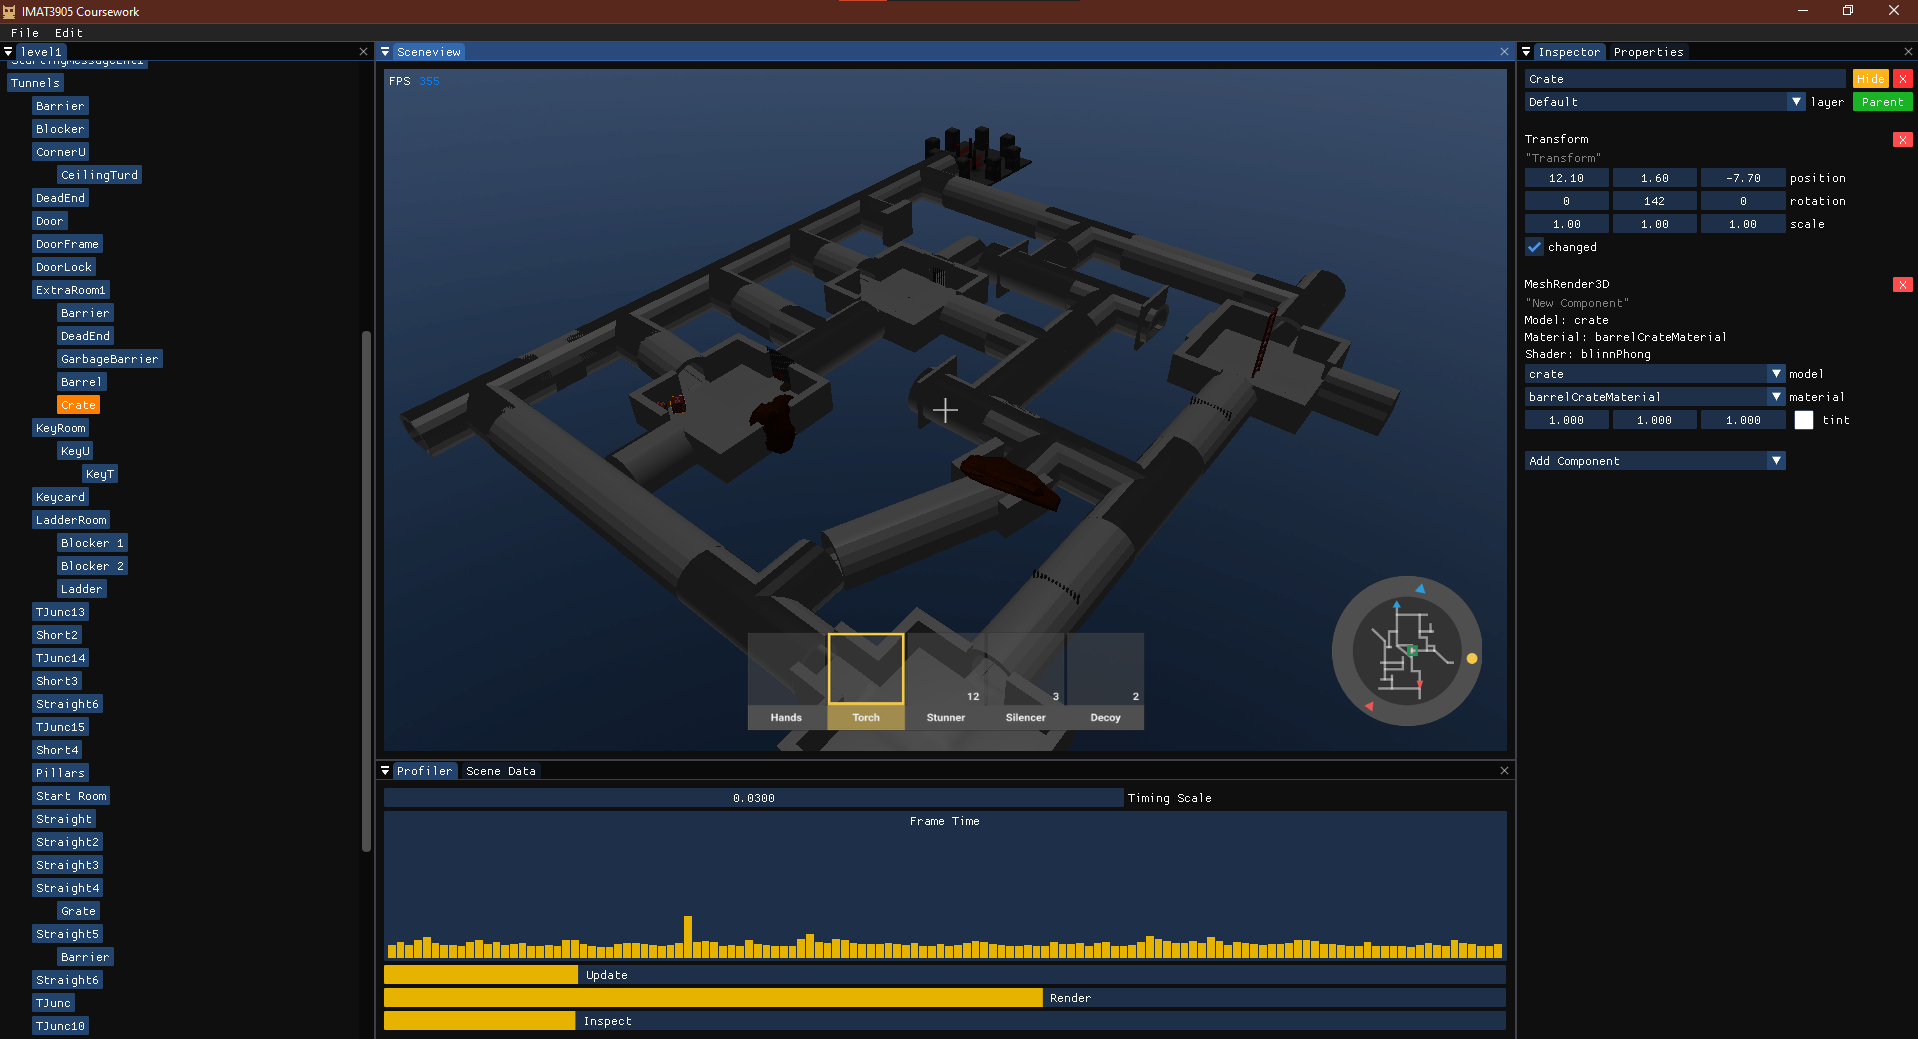 IMAT3905 Coursework
File Edit
level1
StartingMessageEnt1
Tunnels
Barrier
Blocker
CornerU
CeilingTurd
DeadEnd
Door
DoorFrame
DoorLock
ExtraRoom1
Barrier
DeadEnd
GarbageBarrier
Barrel
Crate
KeyRoom
KeyU
KeyT
Keycard
LadderRoom
Blocker 1
Blocker 2
Ladder
TJunc13
Short2
TJunc14
Short3
Straight6
TJunc15
Short4
Pillars
Start Room
Straight
Straight2
Straight3
Straight4
Grate
Straight5
Barrier
Straight6
TJunc
TJunc10
Sceneview
FPS 355
12 3 2
Hands Torch Stunner Silencer Decoy
Profiler Scene Data
0.0300 Timing Scale
Frame Time
Update
Render
Inspect
Inspector Properties
Crate Hide X
Default layer Parent
Transform X
"Transform"
12.10 1.60 -7.70 position
0 142 0 rotation
1.00 1.00 1.00 scale
changed
MeshRender3D X
"New Component"
Model: crate
Material: barrelCrateMaterial
Shader: blinnPhong
crate model
barrelCrateMaterial material
1.000 1.000 1.000 tint
Add Component